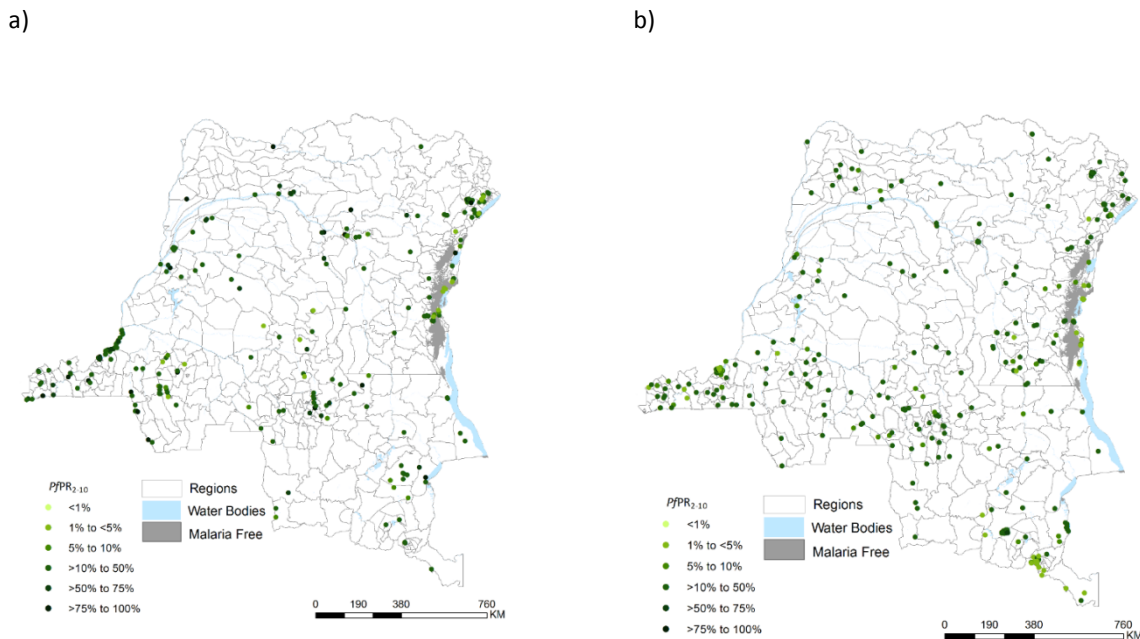 a)
b)
PfPR2-10
<1%
1% to <5%
5% to 10%
>10% to 50%
>50% to 75%
>75% to 100%
Regions
Water Bodies
Malaria Free
0 190 380 760
KM
PfPR2-10
<1%
1% to <5%
5% to 10%
>10% to 50%
>50% to 75%
>75% to 100%
Regions
Water Bodies
Malaria Free
0 190 380 760
KM